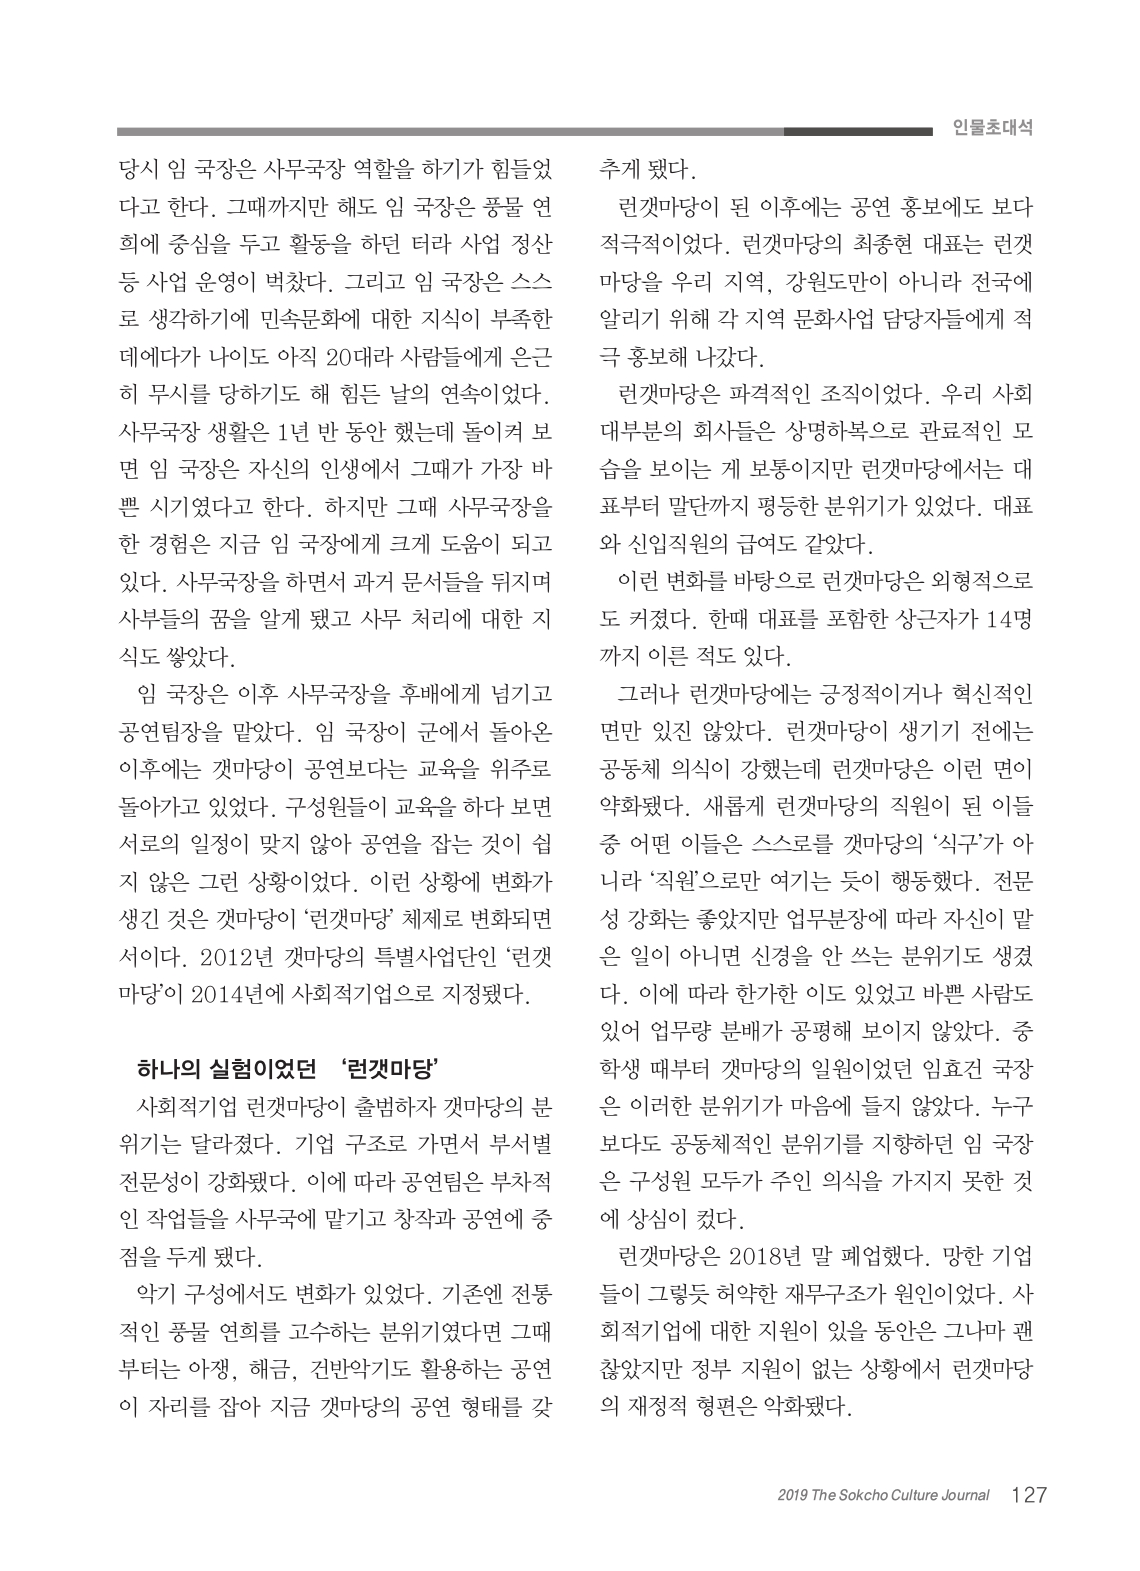 인물초대석
당시 임 국장은 사무국장 역할을 하기가 힘들었
다고 한다. 그때까지만 해도 임 국장은 풍물 연
희에 중심을 두고 활동을 하던 터라 사업 정산
등 사업 운영이 벅찼다. 그리고 임 국장은 스스
로 생각하기에 민속문화에 대한 지식이 부족한
데에다가 나이도 아직 20대라 사람들에게 은근
히 무시를 당하기도 해 힘든 날의 연속이었다.
사무국장 생활은 1년 반 동안 했는데 돌이켜 보
면 임 국장은 자신의 인생에서 그때가 가장 바
쁜 시기였다고 한다. 하지만 그때 사무국장을
한 경험은 지금 임 국장에게 크게 도움이 되고
있다. 사무국장을 하면서 과거 문서들을 뒤지며
사부들의 꿈을 알게 됐고 사무 처리에 대한 지
식도 쌓았다.
임 국장은 이후 사무국장을 후배에게 넘기고
공연팀장을 맡았다. 임 국장이 군에서 돌아온
이후에는 갯마당이 공연보다는 교육을 위주로
돌아가고 있었다. 구성원들이 교육을 하다 보면
서로의 일정이 맞지 않아 공연을 잡는 것이 쉽
지 않은 그런 상황이었다. 이런 상황에 변화가
생긴 것은 갯마당이 ‘런갯마당’ 체제로 변화되면
서이다. 2012년 갯마당의 특별사업단인 ‘런갯
마당’이 2014년에 사회적기업으로 지정됐다.
하나의 실험이었던 ‘런갯마당’
사회적기업 런갯마당이 출범하자 갯마당의 분
위기는 달라졌다. 기업 구조로 가면서 부서별
전문성이 강화됐다. 이에 따라 공연팀은 부차적
인 작업들을 사무국에 맡기고 창작과 공연에 중
점을 두게 됐다.
악기 구성에서도 변화가 있었다. 기존엔 전통
적인 풍물 연희를 고수하는 분위기였다면 그때
부터는 아쟁, 해금, 건반악기도 활용하는 공연
이 자리를 잡아 지금 갯마당의 공연 형태를 갖
추게 됐다.
런갯마당이 된 이후에는 공연 홍보에도 보다
적극적이었다. 런갯마당의 최종현 대표는 런갯
마당을 우리 지역, 강원도만이 아니라 전국에
알리기 위해 각 지역 문화사업 담당자들에게 적
극 홍보해 나갔다.
런갯마당은 파격적인 조직이었다. 우리 사회
대부분의 회사들은 상명하복으로 관료적인 모
습을 보이는 게 보통이지만 런갯마당에서는 대
표부터 말단까지 평등한 분위기가 있었다. 대표
와 신입직원의 급여도 같았다.
이런 변화를 바탕으로 런갯마당은 외형적으로
도 커졌다. 한때 대표를 포함한 상근자가 14명
까지 이른 적도 있다.
그러나 런갯마당에는 긍정적이거나 혁신적인
면만 있진 않았다. 런갯마당이 생기기 전에는
공동체 의식이 강했는데 런갯마당은 이런 면이
약화됐다. 새롭게 런갯마당의 직원이 된 이들
중 어떤 이들은 스스로를 갯마당의 ‘식구’가 아
니라 ‘직원’으로만 여기는 듯이 행동했다. 전문
성 강화는 좋았지만 업무분장에 따라 자신이 맡
은 일이 아니면 신경을 안 쓰는 분위기도 생겼
다. 이에 따라 한가한 이도 있었고 바쁜 사람도
있어 업무량 분배가 공평해 보이지 않았다. 중
학생 때부터 갯마당의 일원이었던 임효건 국장
은 이러한 분위기가 마음에 들지 않았다. 누구
보다도 공동체적인 분위기를 지향하던 임 국장
은 구성원 모두가 주인 의식을 가지지 못한 것
에 상심이 컸다.
런갯마당은 2018년 말 폐업했다. 망한 기업
들이 그렇듯 허약한 재무구조가 원인이었다. 사
회적기업에 대한 지원이 있을 동안은 그나마 괜
찮았지만 정부 지원이 없는 상황에서 런갯마당
의 재정적 형편은 악화됐다.
2019 The Sokcho Culture Journal 127